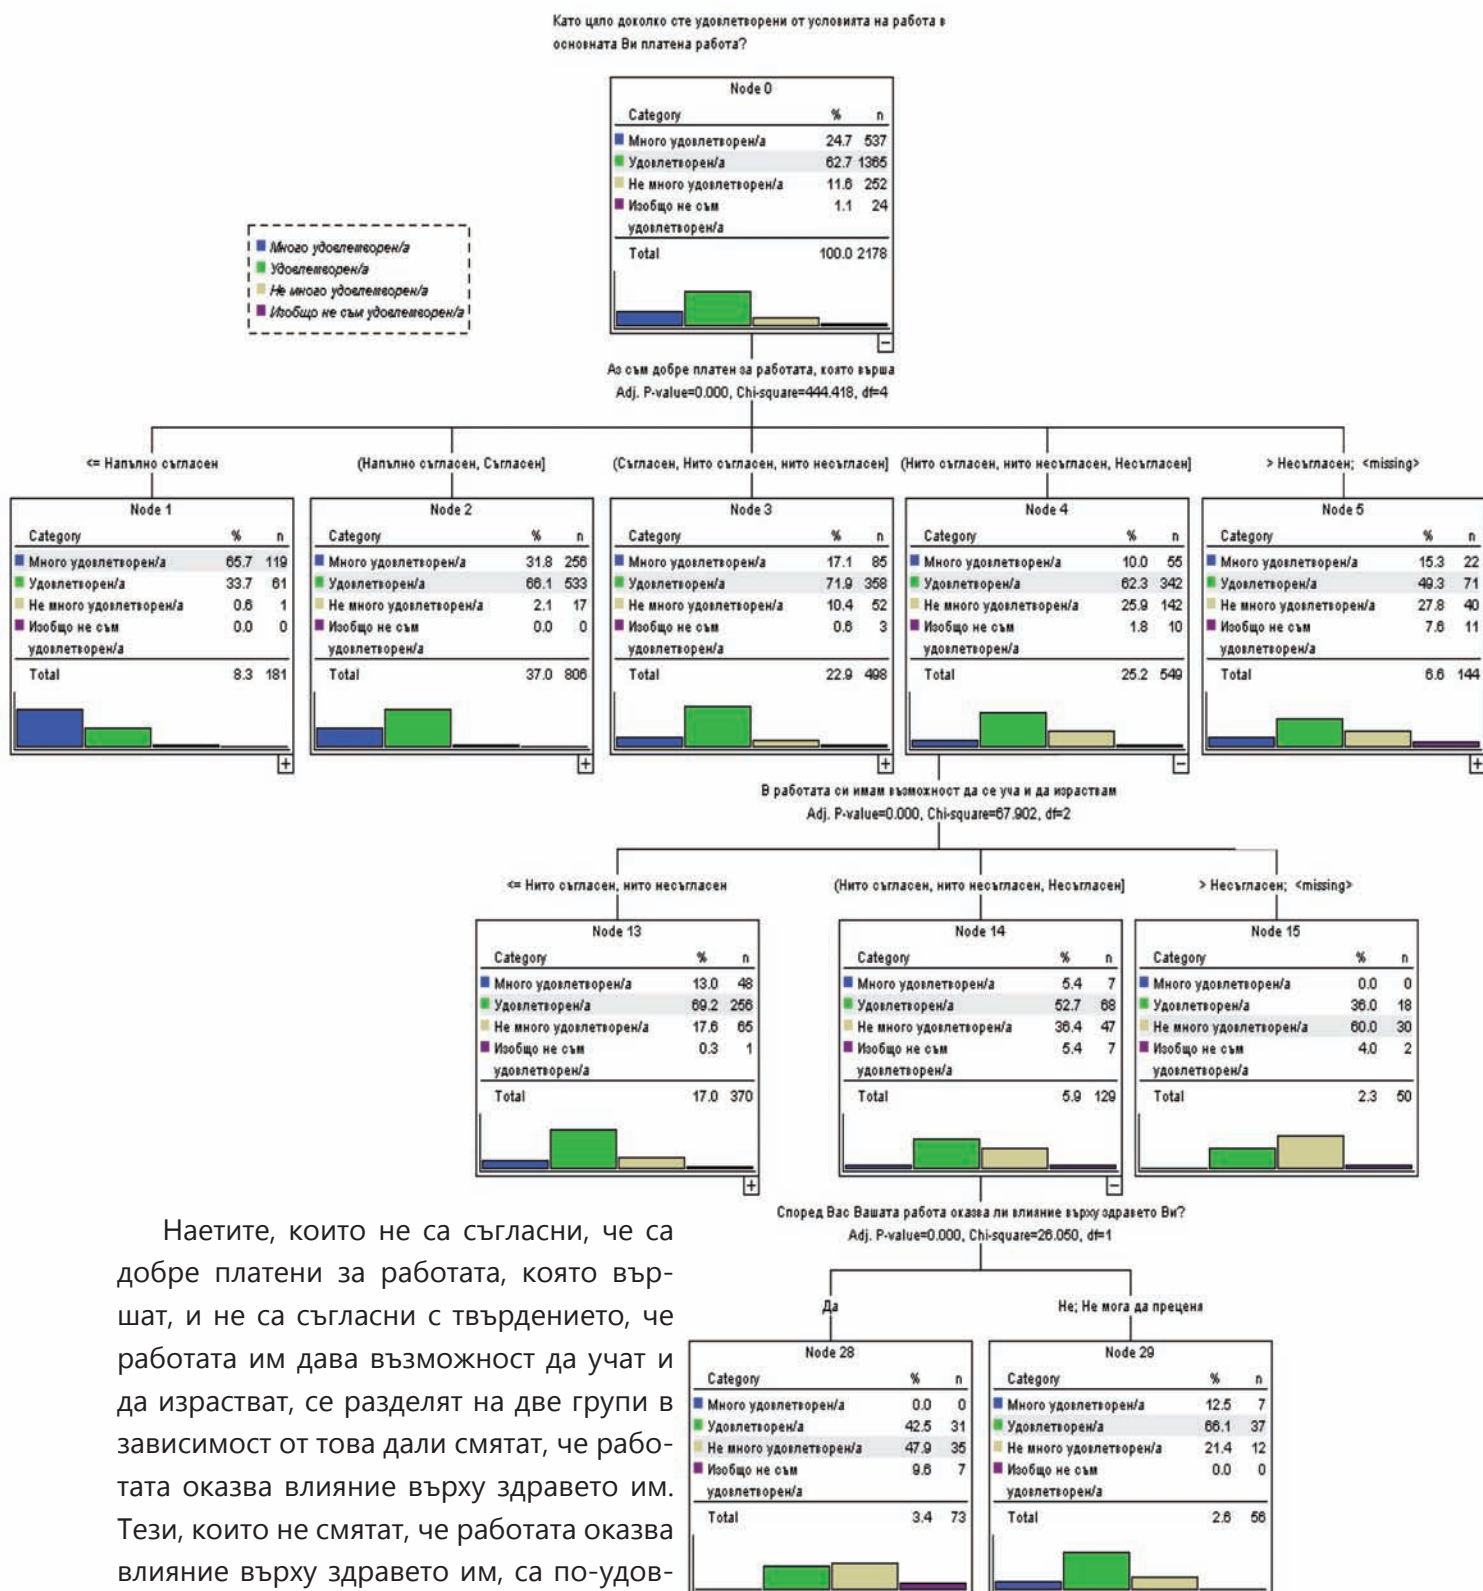 Като цяло доколко сте удовлетворени от условията на работа в
основната Ви платена работа?
Node 0
Category % n
Много удовлетворен/а 24.7 537
Удовлетворен/а 62.7 1365
Не много удовлетворен/а 11.6 252
Изобщо не съм 1.1 24
удовлетворен/а
Total 100.0 2178
Много удовлетворен/а
Удовлетворен/а
Не много удовлетворен/а
Изобщо не съм удовлетворен/а
Аз съм добре платен за работата, която върша
Adj. P-value=0.000, Chi-square=444.418, df=4
<= Напълно съгласен
(Напълно съгласен, Съгласен]
(Съгласен, Нито съгласен, нито несъгласен]
(Нито съгласен, нито несъгласен, Несъгласен]
> Несъгласен; <missing>
Node 1
Category % n
Много удовлетворен/а 65.7 119
Удовлетворен/а 33.7 61
Не много удовлетворен/а 0.6 1
Изобщо не съм 0.0 0
удовлетворен/а
Total 8.3 181
Node 2
Category % n
Много удовлетворен/а 31.8 256
Удовлетворен/а 66.1 533
Не много удовлетворен/а 2.1 17
Изобщо не съм 0.0 0
удовлетворен/а
Total 37.0 806
Node 3
Category % n
Много удовлетворен/а 17.1 85
Удовлетворен/а 71.9 358
Не много удовлетворен/а 10.4 52
Изобщо не съм 0.6 3
удовлетворен/а
Total 22.9 498
Node 4
Category % n
Много удовлетворен/а 10.0 55
Удовлетворен/а 62.3 342
Не много удовлетворен/а 25.9 142
Изобщо не съм 1.8 10
удовлетворен/а
Total 25.2 549
Node 5
Category % n
Много удовлетворен/а 15.3 22
Удовлетворен/а 49.3 71
Не много удовлетворен/а 27.8 40
Изобщо не съм 7.6 11
удовлетворен/а
Total 6.6 144
В работата си имам възможност да се уча и да израствам
Adj. P-value=0.000, Chi-square=67.902, df=2
<= Нито съгласен, нито несъгласен
(Нито съгласен, нито несъгласен, Несъгласен]
> Несъгласен; <missing>
Node 13
Category % n
Много удовлетворен/а 13.0 48
Удовлетворен/а 69.2 256
Не много удовлетворен/а 17.6 65
Изобщо не съм 0.3 1
удовлетворен/а
Total 17.0 370
Node 14
Category % n
Много удовлетворен/а 5.4 7
Удовлетворен/а 52.7 68
Не много удовлетворен/а 36.4 47
Изобщо не съм 5.4 7
удовлетворен/а
Total 5.9 129
Node 15
Category % n
Много удовлетворен/а 0.0 0
Удовлетворен/а 36.0 18
Не много удовлетворен/а 60.0 30
Изобщо не съм 4.0 2
удовлетворен/а
Total 2.3 50
Според Вас Вашата работа оказва ли влияние върху здравето Ви?
Adj. P-value=0.000, Chi-square=26.050, df=1
Да
Не; Не мога да преценя
Node 28
Category % n
Много удовлетворен/а 0.0 0
Удовлетворен/а 42.5 31
Не много удовлетворен/а 47.9 35
Изобщо не съм 9.6 7
удовлетворен/а
Total 3.4 73
Node 29
Category % n
Много удовлетворен/а 12.5 7
Удовлетворен/а 66.1 37
Не много удовлетворен/а 21.4 12
Изобщо не съм 0.0 0
удовлетворен/а
Total 2.6 56
Наетите, които не са съгласни, че са
добре платени за работата, която вър-
шат, и не са съгласни с твърдението, че
работата им дава възможност да учат и
да израстват, се разделят на две групи в
зависимост от това дали смятат, че рабо-
тата оказва влияние върху здравето им.
Тези, които не смятат, че работата оказва
влияние върху здравето им, са по-удов-